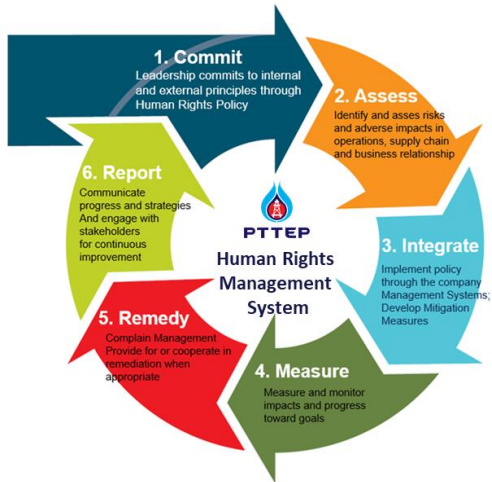 1. Commit
Leadership commits to internal
and external principles through
Human Rights Policy
2. Assess
Identify and asses risks
and adverse impacts in
operations, supply chain
and business relationship
3. Integrate
Implement policy
through the company
Management Systems;
Develop Mitigation
Measures
4. Measure
Measure and monitor
impacts and progress
toward goals
5. Remedy
Complain Management
Provide for or cooperate in
remediation when
appropriate
6. Report
Communicate
progress and strategies
And engage with
stakeholders
for continuous
improvement
PTTEP
Human Rights
Management
System